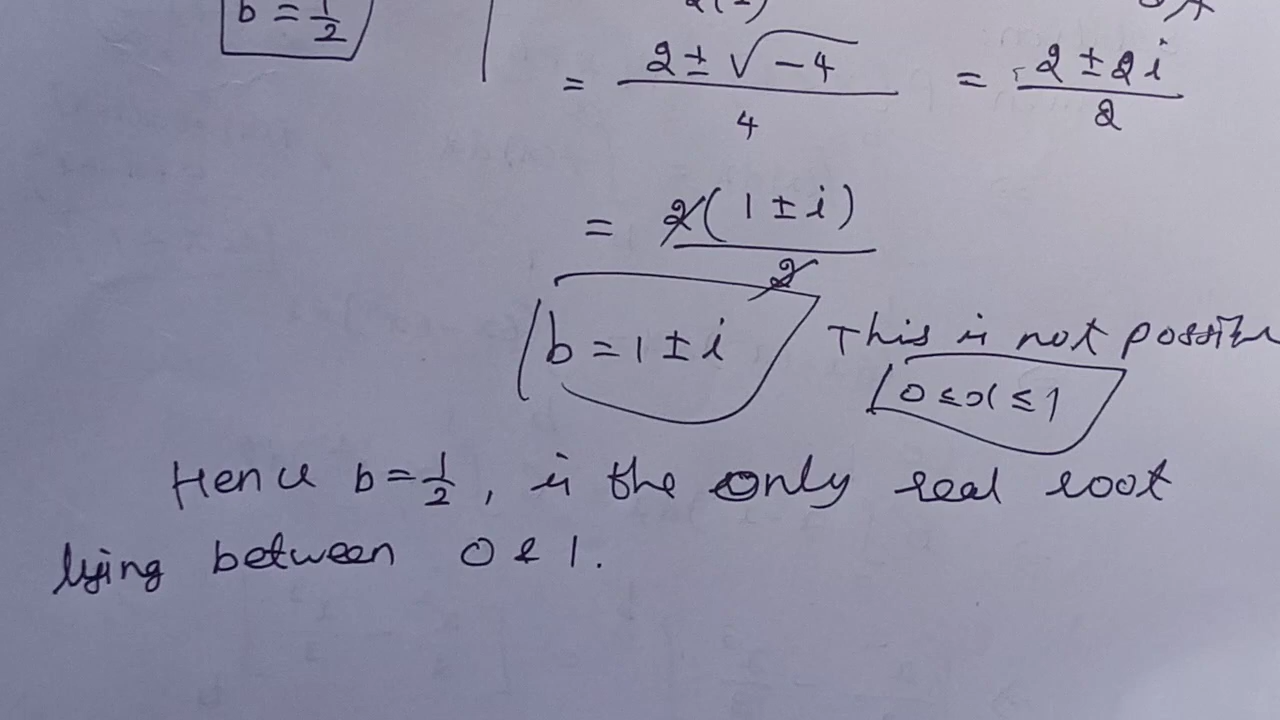 b = 1/2
= 2 ± √-4 / 4 = 2 ± 2i / 2
= 2(1 ± i) / 2
b = 1 ± i This is not
0 ≤ x ≤ 1
Hence b = 1/2, is the only real root
lying between 0 & 1.